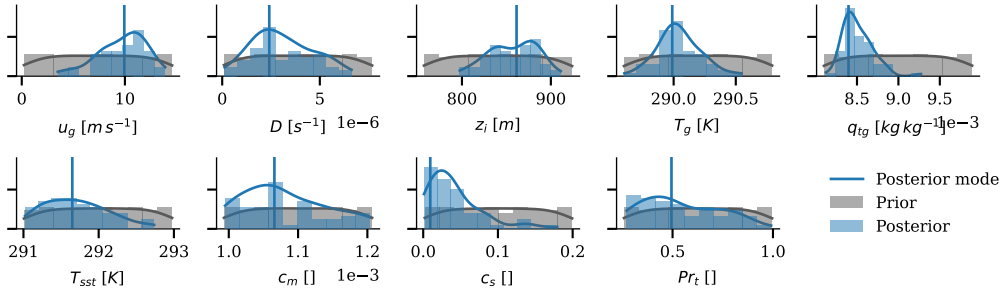 0 10
u_g [m s⁻¹]
0 5
D [s⁻¹] 1e−6
800 900
z_i [m]
290.0 290.5
T_g [K]
8.5 9.0 9.5
q_tg [kg kg⁻¹] 1e−3
291 292 293
T_sst [K]
1.0 1.1 1.2
c_m [] 1e−3
0.0 0.1 0.2
c_s []
0.5 1.0
Pr_t []
Posterior mode
Prior
Posterior